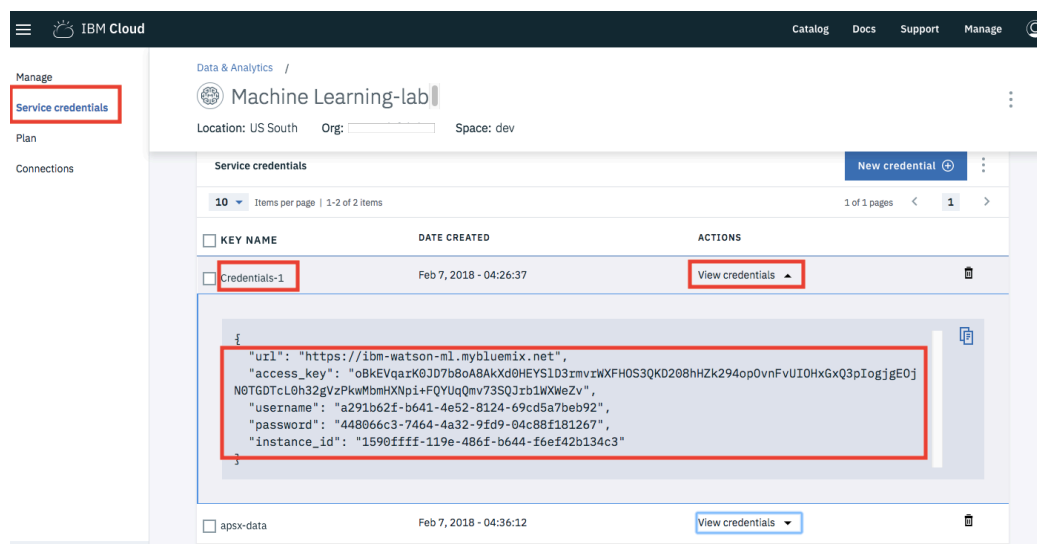 IBM Cloud
Catalog Docs Support Manage
Manage
Service credentials
Plan
Connections
Data & Analytics /
Machine Learning-lab
Location: US South Org: Space: dev
Service credentials
New credential
10 Items per page | 1-2 of 2 items
1 of 1 pages < 1 >
KEY NAME DATE CREATED ACTIONS
Credentials-1 Feb 7, 2018 - 04:26:37 View credentials
{
"url": "https://ibm-watson-ml.mybluemix.net",
"access_key": "oBkEVqarK0JD7b8oA8AkXd0HEYSlD3rmvrWXFHOS3QKD208hHZk294opOvnFvUIOHxGxQ3pIogjgEOj
N0TGDTcL0h32gVzPkwMbmHXNpi+FQYUqQmv73SQJrb1WXWeZv",
"username": "a291b62f-b641-4e52-8124-69cd5a7beb92",
"password": "448066c3-7464-4a32-9fd9-04c88f181267",
"instance_id": "1590ffff-119e-486f-b644-f6ef42b134c3"
}
apsx-data Feb 7, 2018 - 04:36:12 View credentials